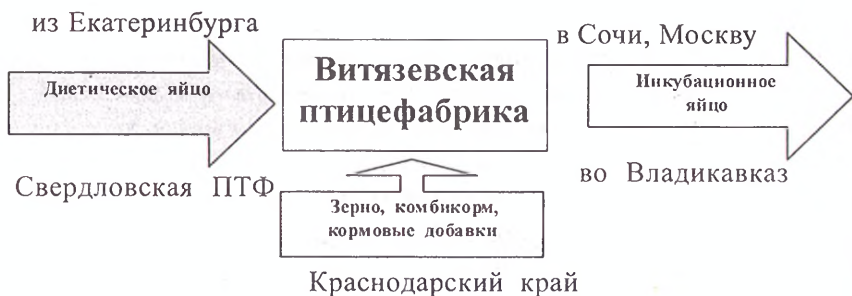 из Екатеринбурга
Диетическое яйцо
Свердловская ПТФ
Витязевская
птицефабрика
Зерно, комбикорм,
кормовые добавки
Краснодарский край
в Сочи, Москву
Инкубационное
яйцо
во Владикавказ